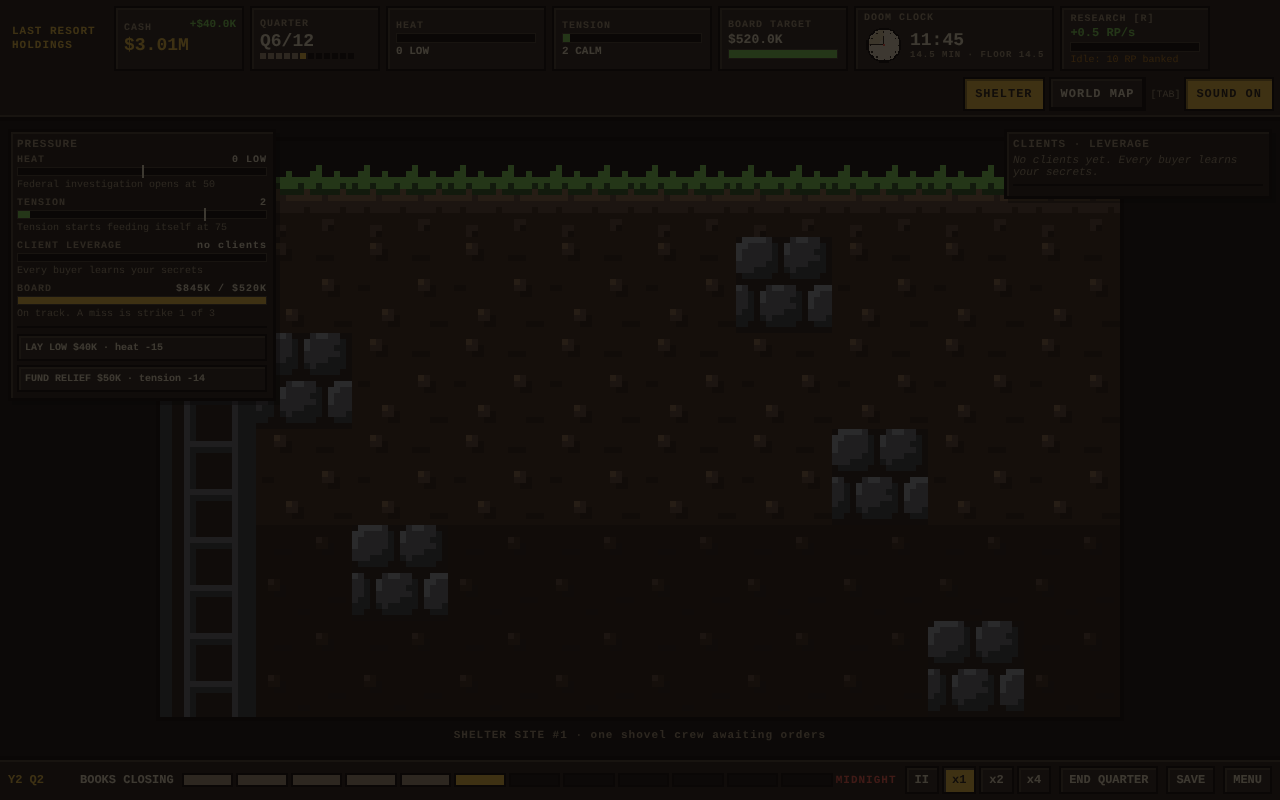 LAST RESORT
HOLDINGS
CASH +$40.0K
$3.01M
QUARTER
Q6/12
HEAT
0 LOW
TENSION
2 CALM
BOARD TARGET
$520.0K
DOOM CLOCK
11:45
14.5 MIN · FLOOR 14.5
RESEARCH [R]
+0.5 RP/s
Idle: 10 RP banked
SHELTER
WORLD MAP
[TAB]
SOUND ON
PRESSURE
HEAT 0 LOW
Federal investigation opens at 50
TENSION 2
Tension starts feeding itself at 75
CLIENT LEVERAGE no clients
Every buyer learns your secrets
BOARD $845K / $520K
On track. A miss is strike 1 of 3
LAY LOW $40K · heat -15
FUND RELIEF $50K · tension -14
CLIENTS · LEVERAGE
No clients yet. Every buyer learns
your secrets.
SHELTER SITE #1 · one shovel crew awaiting orders
Y2 Q2
BOOKS CLOSING
MIDNIGHT
II
x1
x2
x4
END QUARTER
SAVE
MENU